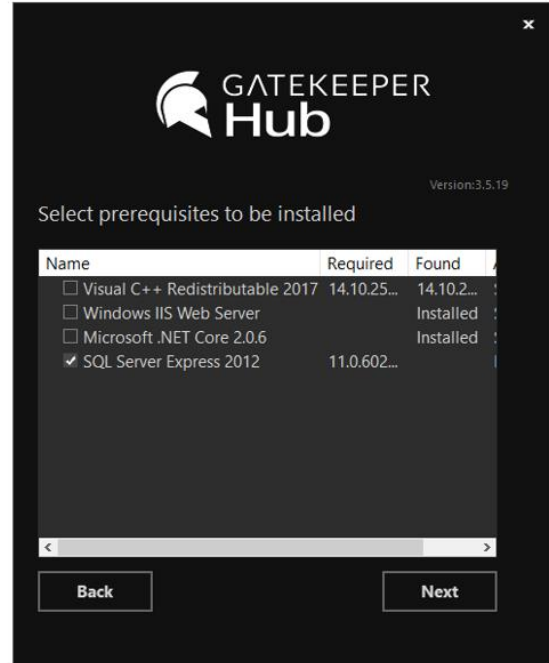 GATEKEEPER
Hub
Version:3.5.19
Select prerequisites to be installed
Name Required Found
Visual C++ Redistributable 2017 14.10.25... 14.10.2...
Windows IIS Web Server Installed
Microsoft .NET Core 2.0.6 Installed
SQL Server Express 2012 11.0.602...
Back Next